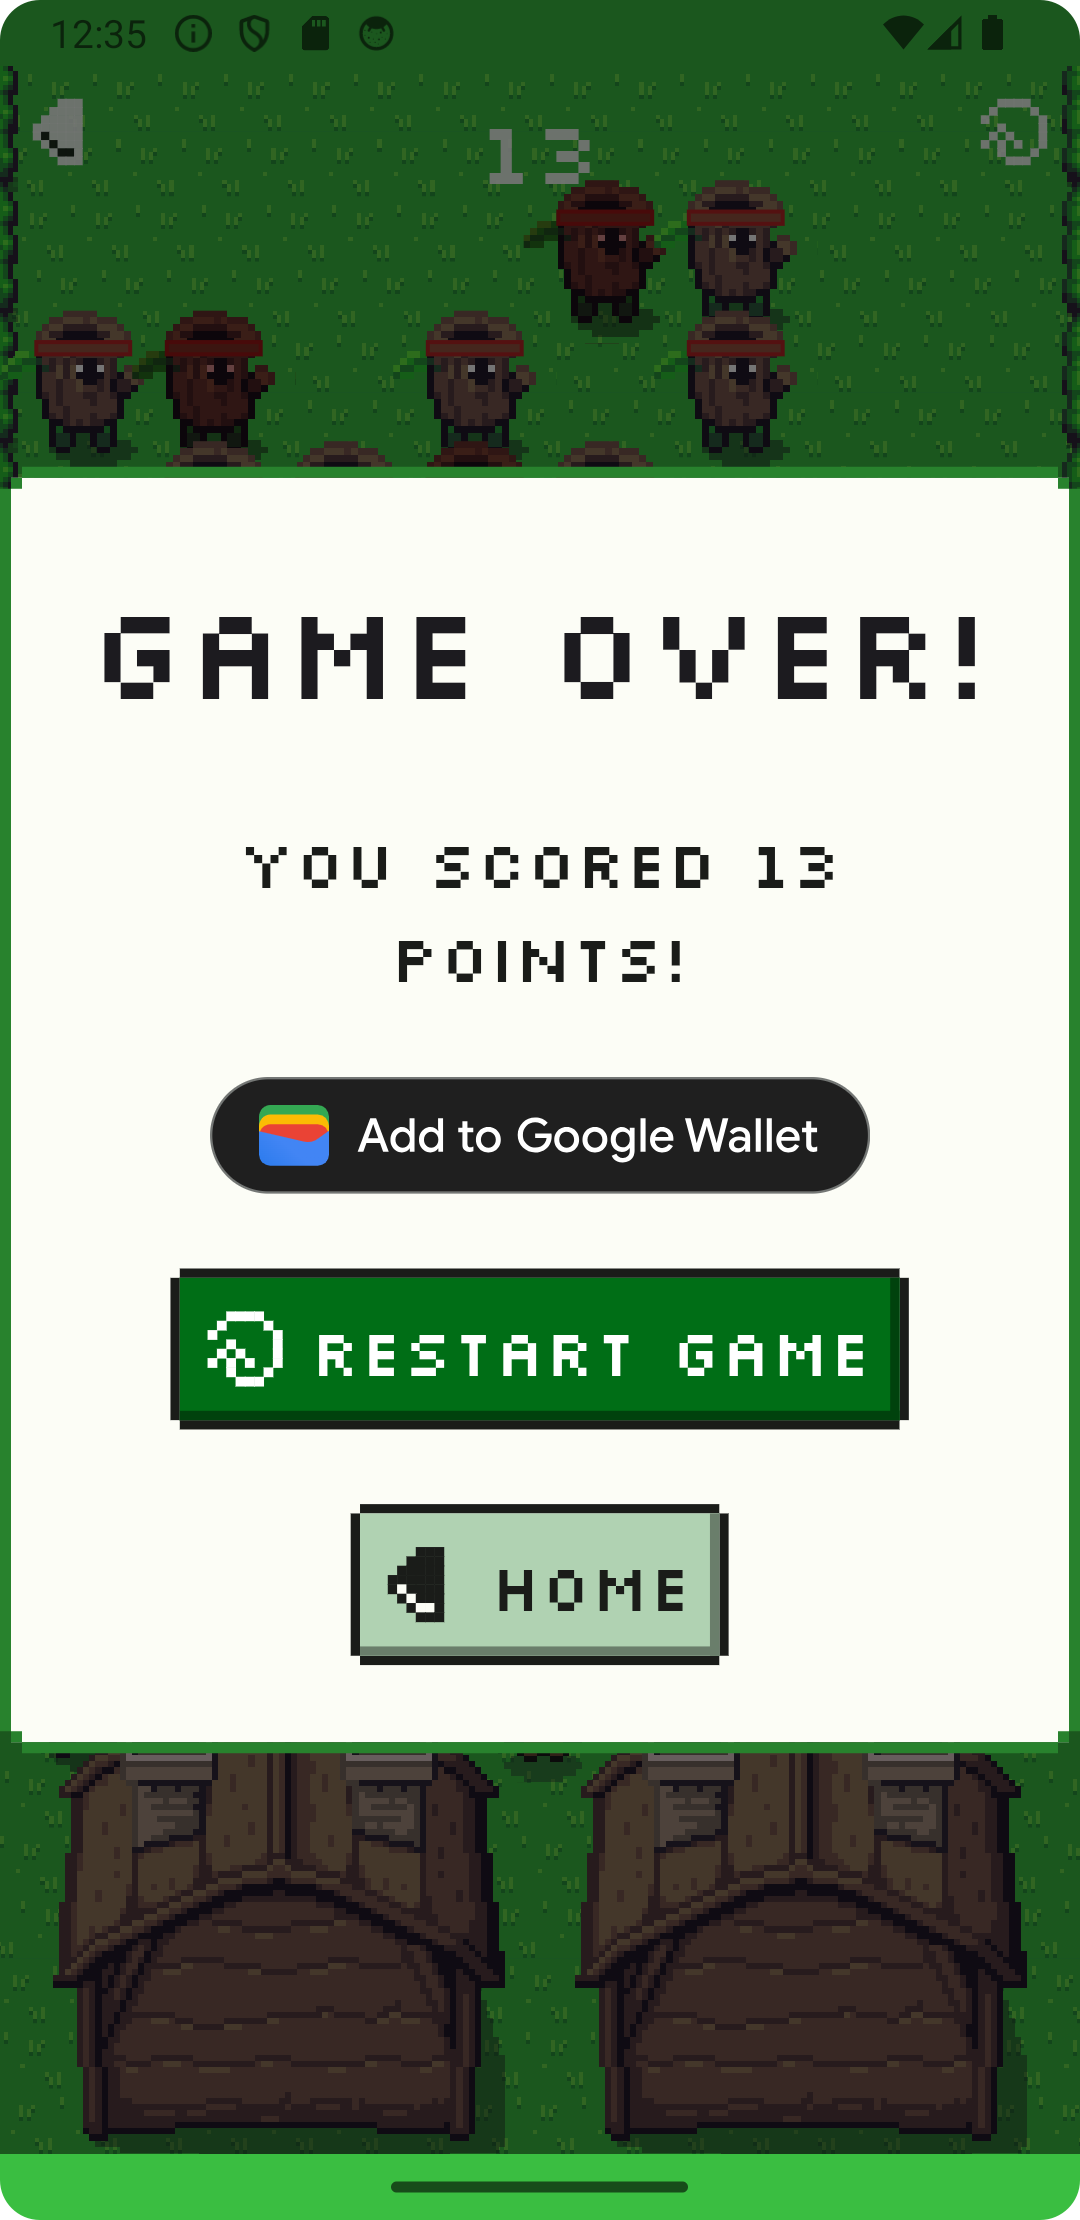 12:35
13
GAME OVER!
YOU SCORED 13
POINTS!
Add to Google Wallet
RESTART GAME
HOME